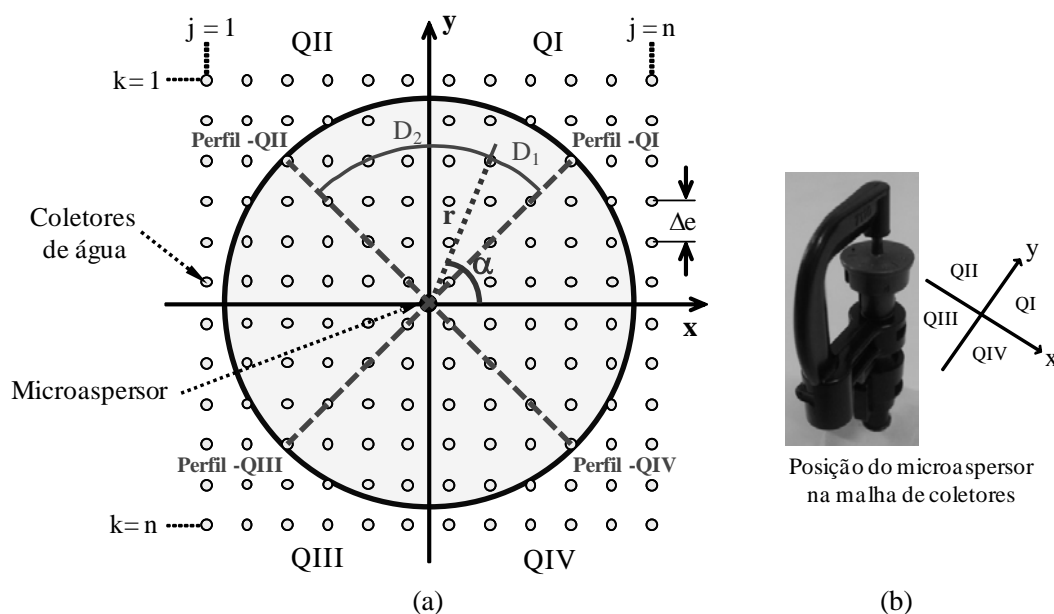 j = 1
y
j = n
QII
QI
k= 1
D₂
D₁
Perfil -QII
Perfil -QI
Coletores
de água
r
Δe
α
x
Microaspersor
Perfil -QIII
Perfil -QIV
k= n
QIII
QIV
(a)
y
QII
QI
QIII
QIV
x
Posição do microaspersor
na malha de coletores
(b)